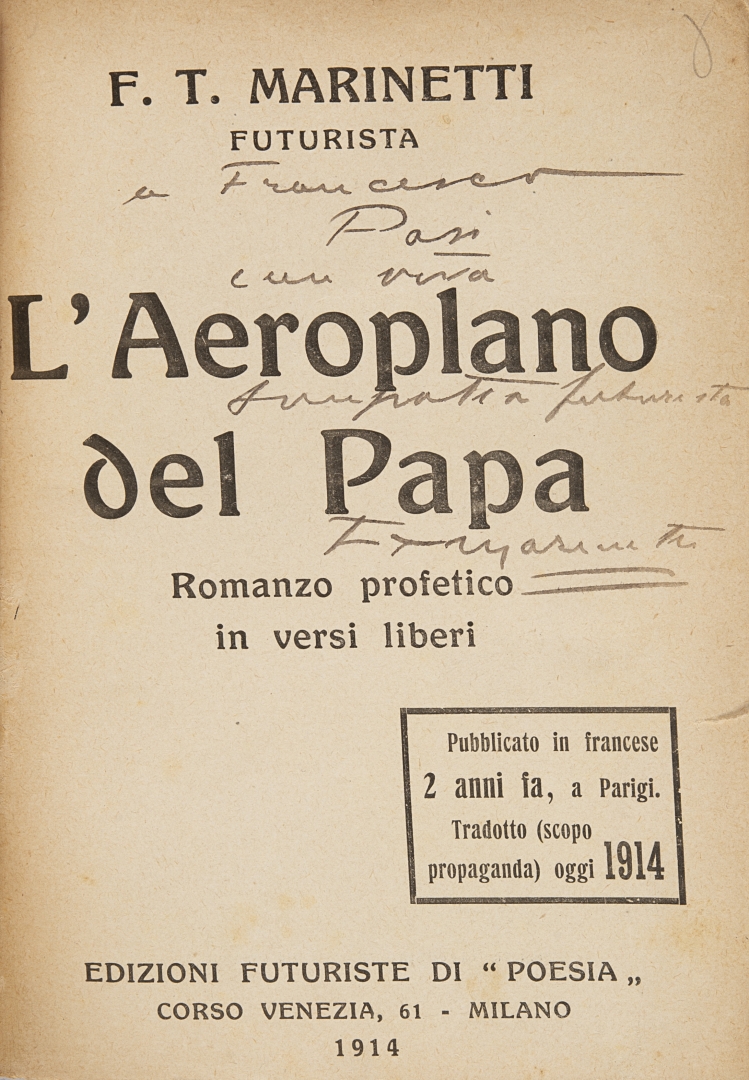 F. T. MARINETTI
FUTURISTA
a Francesco
Pasi
con viva
L'Aeroplano
simpatia futurista
del Papa
F. T. Marinetti
Romanzo profetico
in versi liberi
Pubblicato in francese
2 anni fa, a Parigi.
Tradotto (scopo
propaganda) oggi 1914
EDIZIONI FUTURISTE DI “ POESIA „
CORSO VENEZIA, 61 - MILANO
1914